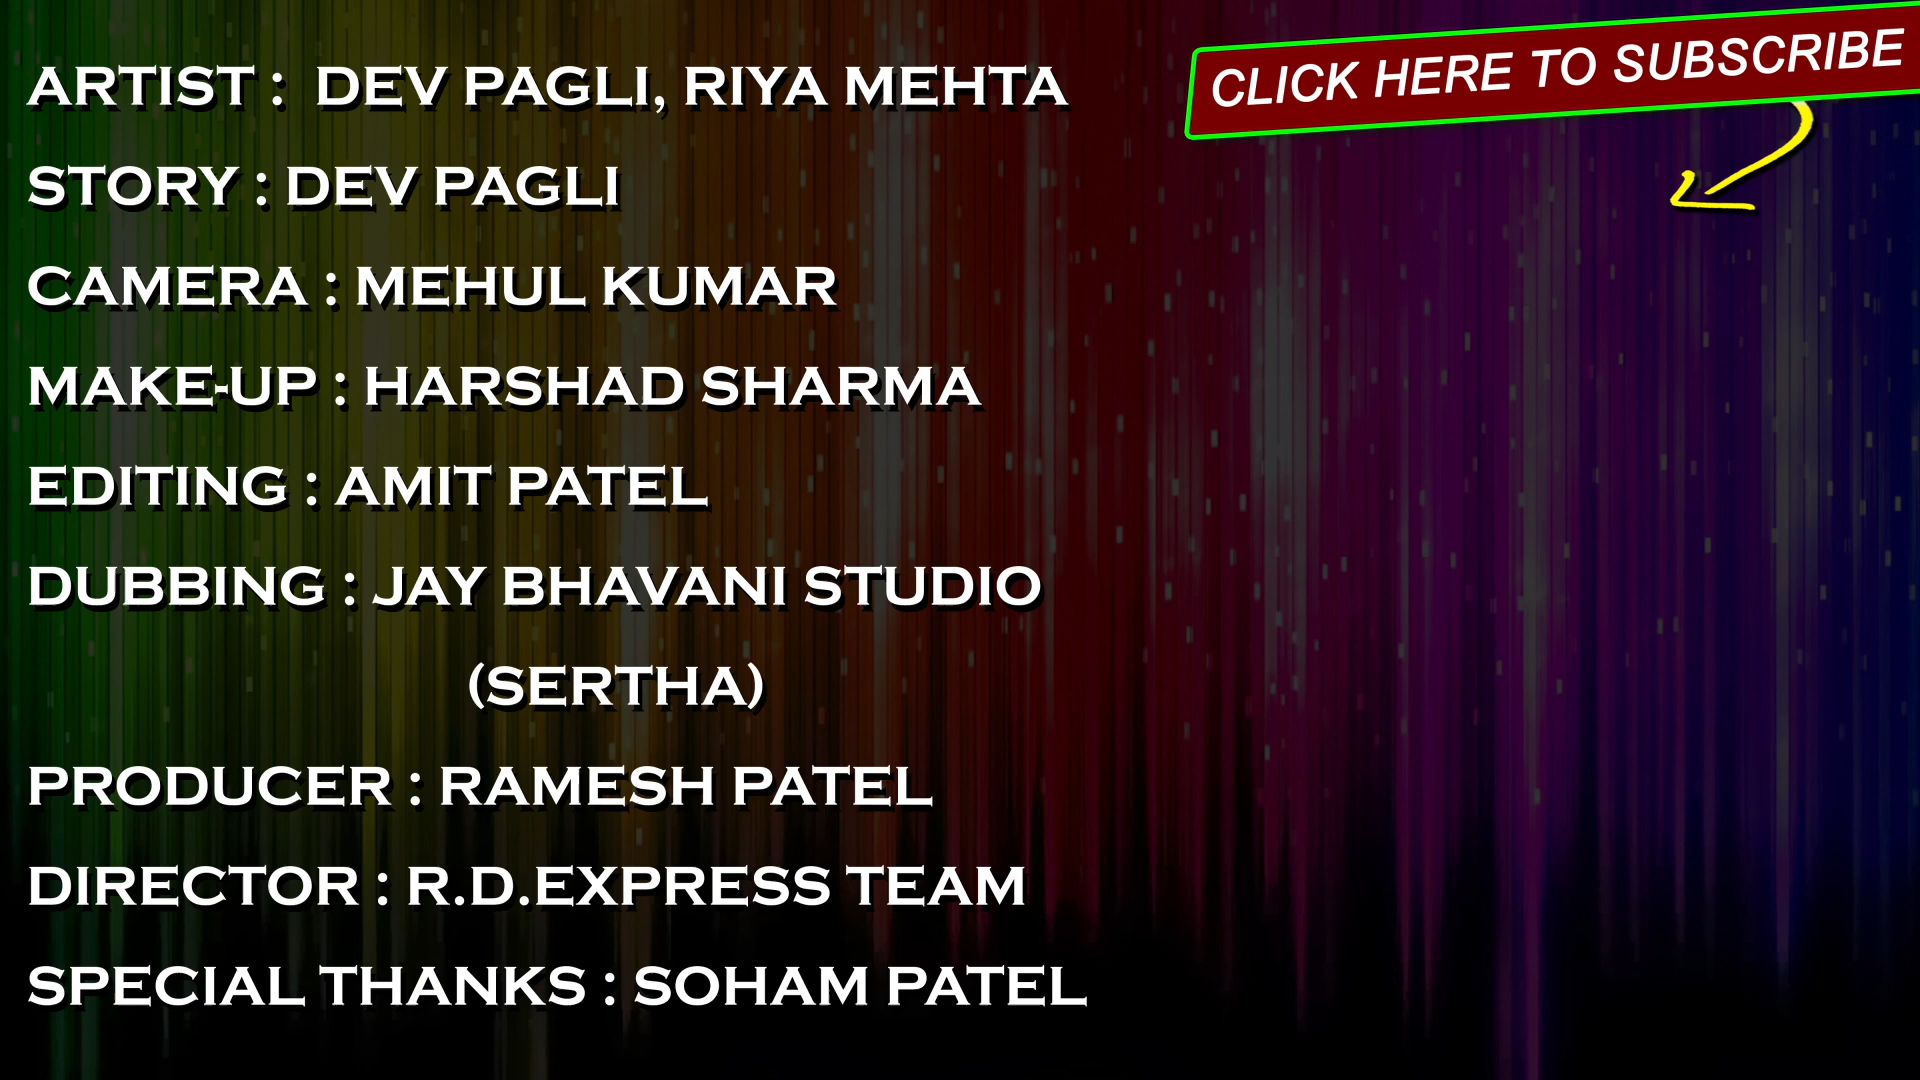 ARTIST :  DEV PAGLI, RIYA MEHTA
CLICK HERE TO SUBSCRIBE
STORY : DEV PAGLI
CAMERA : MEHUL KUMAR
MAKE-UP : HARSHAD SHARMA
EDITING : AMIT PATEL
DUBBING : JAY BHAVANI STUDIO
(SERTHA)
PRODUCER : RAMESH PATEL
DIRECTOR : R.D.EXPRESS TEAM
SPECIAL THANKS : SOHAM PATEL